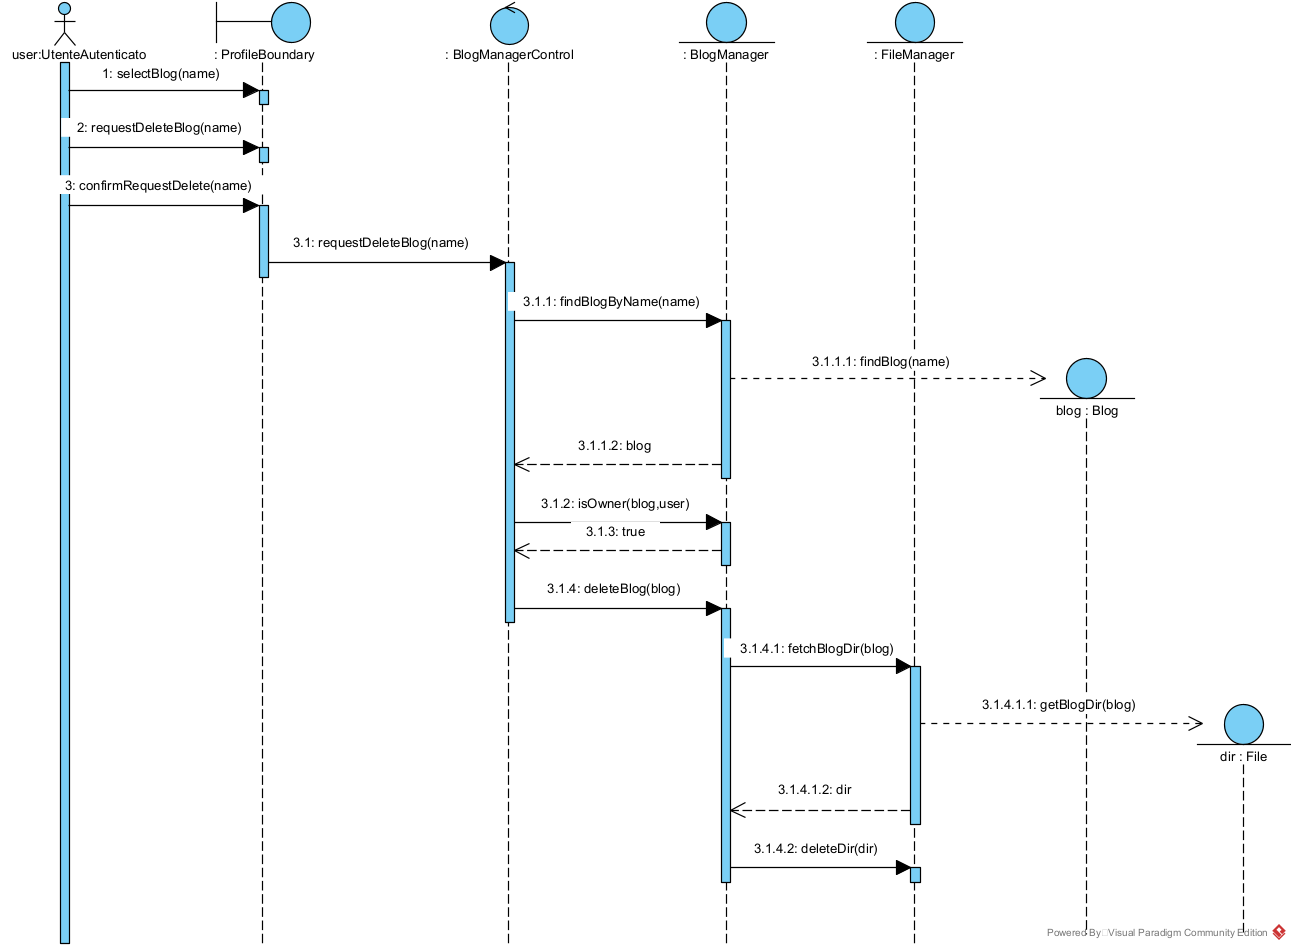 user:UtenteAutenticato
: ProfileBoundary
: BlogManagerControl
: BlogManager
: FileManager
1: selectBlog(name)
2: requestDeleteBlog(name)
3: confirmRequestDelete(name)
3.1: requestDeleteBlog(name)
3.1.1: findBlogByName(name)
3.1.1.1: findBlog(name)
blog : Blog
3.1.1.2: blog
3.1.2: isOwner(blog,user)
3.1.3: true
3.1.4: deleteBlog(blog)
3.1.4.1: fetchBlogDir(blog)
3.1.4.1.1: getBlogDir(blog)
dir : File
3.1.4.1.2: dir
3.1.4.2: deleteDir(dir)
Powered By Visual Paradigm Community Edition